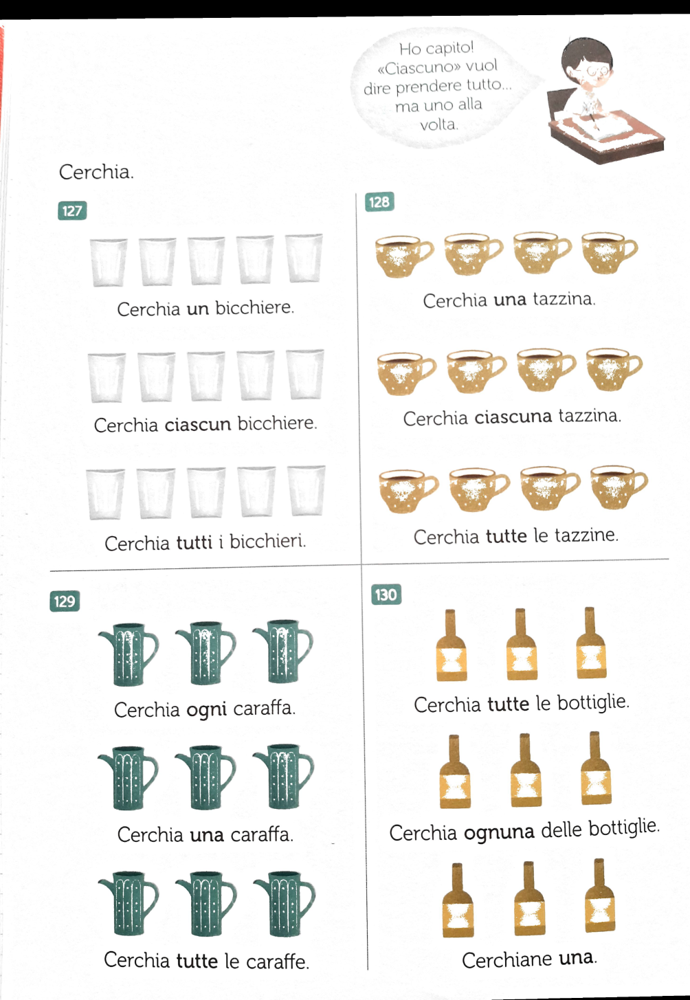 Ho capito!
«Ciascuno» vuol
dire prendere tutto...
ma uno alla
volta.
Cerchia.
127
Cerchia un bicchiere.
Cerchia ciascun bicchiere.
Cerchia tutti i bicchieri.
128
Cerchia una tazzina.
Cerchia ciascuna tazzina.
Cerchia tutte le tazzine.
129
Cerchia ogni caraffa.
Cerchia una caraffa.
Cerchia tutte le caraffe.
130
Cerchia tutte le bottiglie.
Cerchia ognuna delle bottiglie.
Cerchiane una.